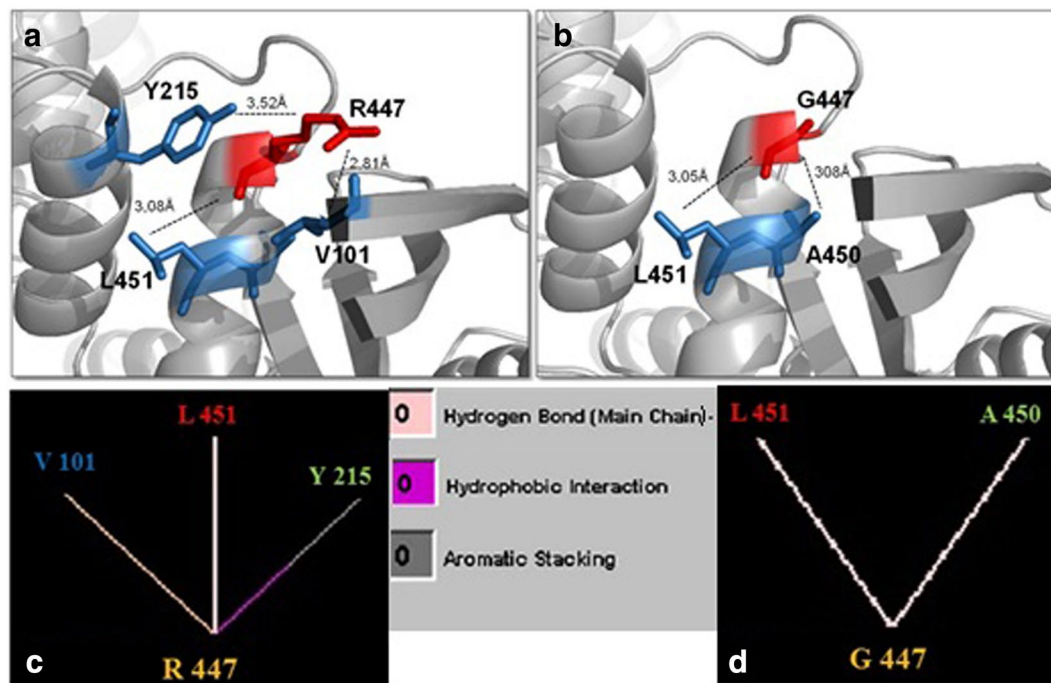 a
Y215
3.52Å
R447
2.81Å
3.08Å
L451
V101
b
G447
3.05Å
308Å
L451
A450
L 451
V 101
Y 215
R 447
c
0 Hydrogen Bond (Main Chain)-
0 Hydrophobic Interaction
0 Aromatic Stacking
L 451
A 450
G 447
d